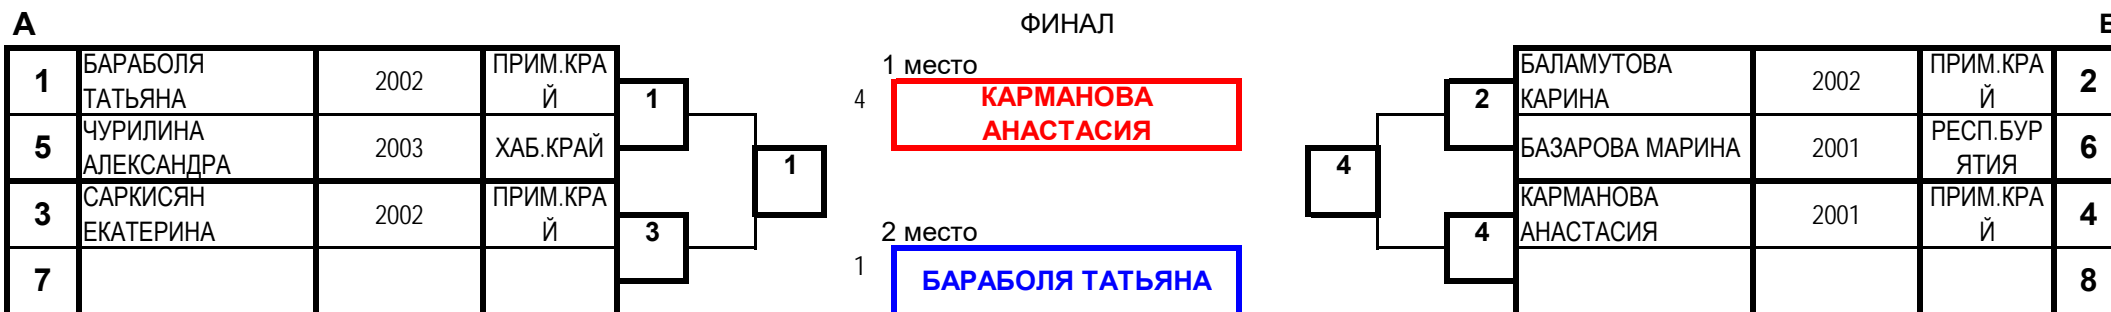 А
ФИНАЛ
1
БАРАБОЛЯ
ТАТЬЯНА
2002
ПРИМ.КРА
Й
5
ЧУРИЛИНА
АЛЕКСАНДРА
2003
ХАБ.КРАЙ
3
САРКИСЯН
ЕКАТЕРИНА
2002
ПРИМ.КРА
Й
7
1
3
1
1 место
4
КАРМАНОВА
АНАСТАСИЯ
2 место
1
БАРАБОЛЯ ТАТЬЯНА
4
2
4
БАЛАМУТОВА
КАРИНА
2002
ПРИМ.КРА
Й
2
БАЗАРОВА МАРИНА
2001
РЕСП.БУР
ЯТИЯ
6
КАРМАНОВА
АНАСТАСИЯ
2001
ПРИМ.КРА
Й
4
8